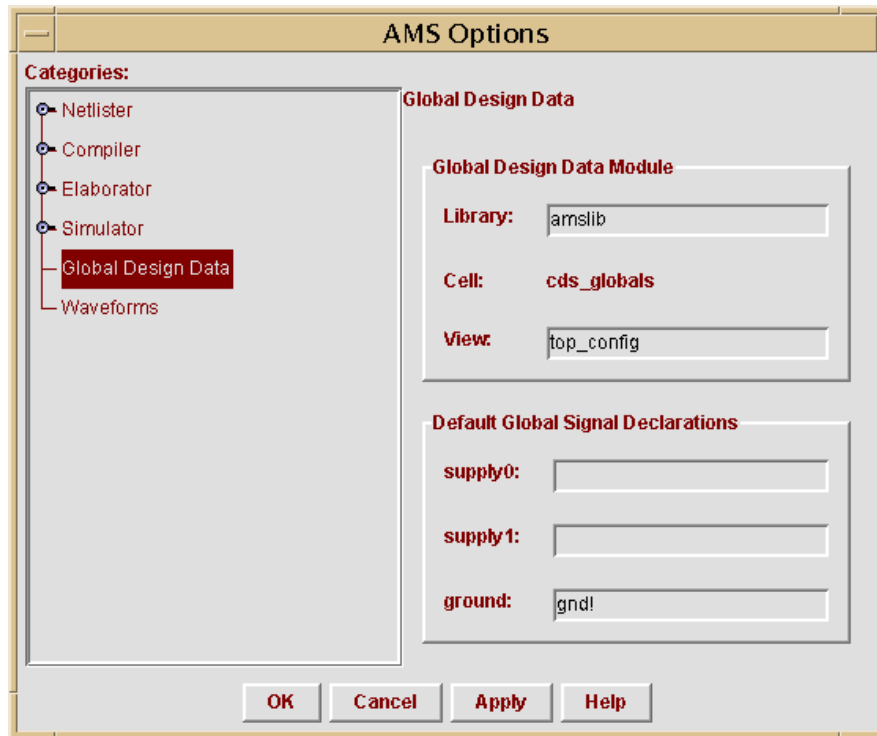 AMS Options
Categories:
Netlister
Compiler
Elaborator
Simulator
Global Design Data
Waveforms
Global Design Data
Global Design Data Module
Library: amslib
Cell: cds_globals
View: top_config
Default Global Signal Declarations
supply0:
supply1:
ground: gnd!
OK Cancel Apply Help